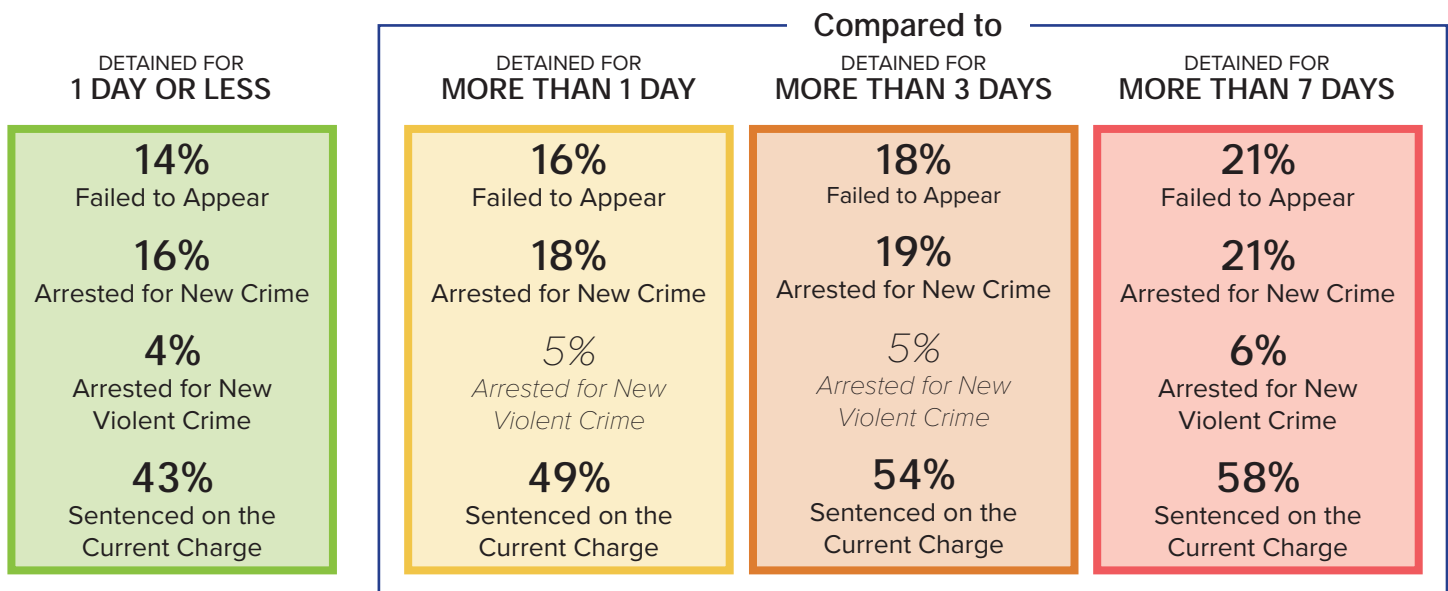 Compared to
DETAINED FOR
1 DAY OR LESS
14%
Failed to Appear
16%
Arrested for New Crime
4%
Arrested for New
Violent Crime
43%
Sentenced on the
Current Charge
DETAINED FOR
MORE THAN 1 DAY
16%
Failed to Appear
18%
Arrested for New Crime
5%
Arrested for New
Violent Crime
49%
Sentenced on the
Current Charge
DETAINED FOR
MORE THAN 3 DAYS
18%
Failed to Appear
19%
Arrested for New Crime
5%
Arrested for New
Violent Crime
54%
Sentenced on the
Current Charge
DETAINED FOR
MORE THAN 7 DAYS
21%
Failed to Appear
21%
Arrested for New Crime
6%
Arrested for New
Violent Crime
58%
Sentenced on the
Current Charge